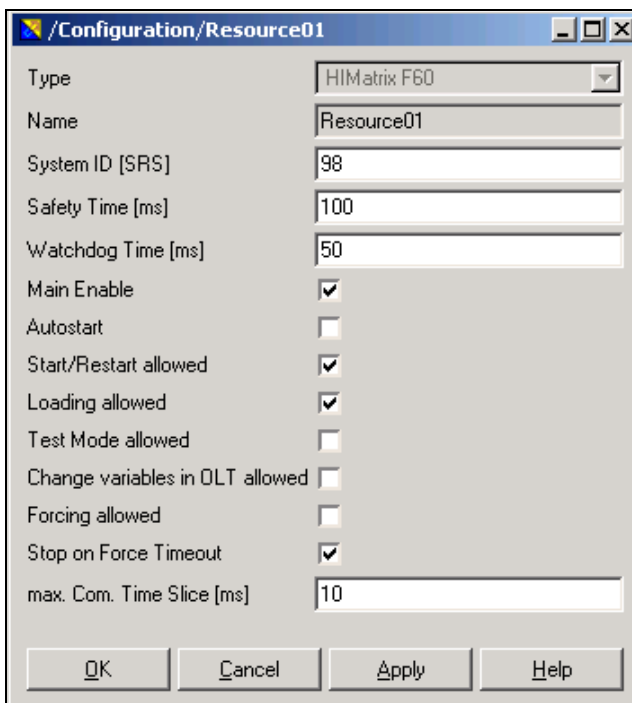 /Configuration/Resource01
Type HIMatrix F60
Name Resource01
System ID [SRS] 98
Safety Time [ms] 100
Watchdog Time [ms] 50
Main Enable
Autostart
Start/Restart allowed
Loading allowed
Test Mode allowed
Change variables in OLT allowed
Forcing allowed
Stop on Force Timeout
max. Com. Time Slice [ms] 10
OK Cancel Apply Help